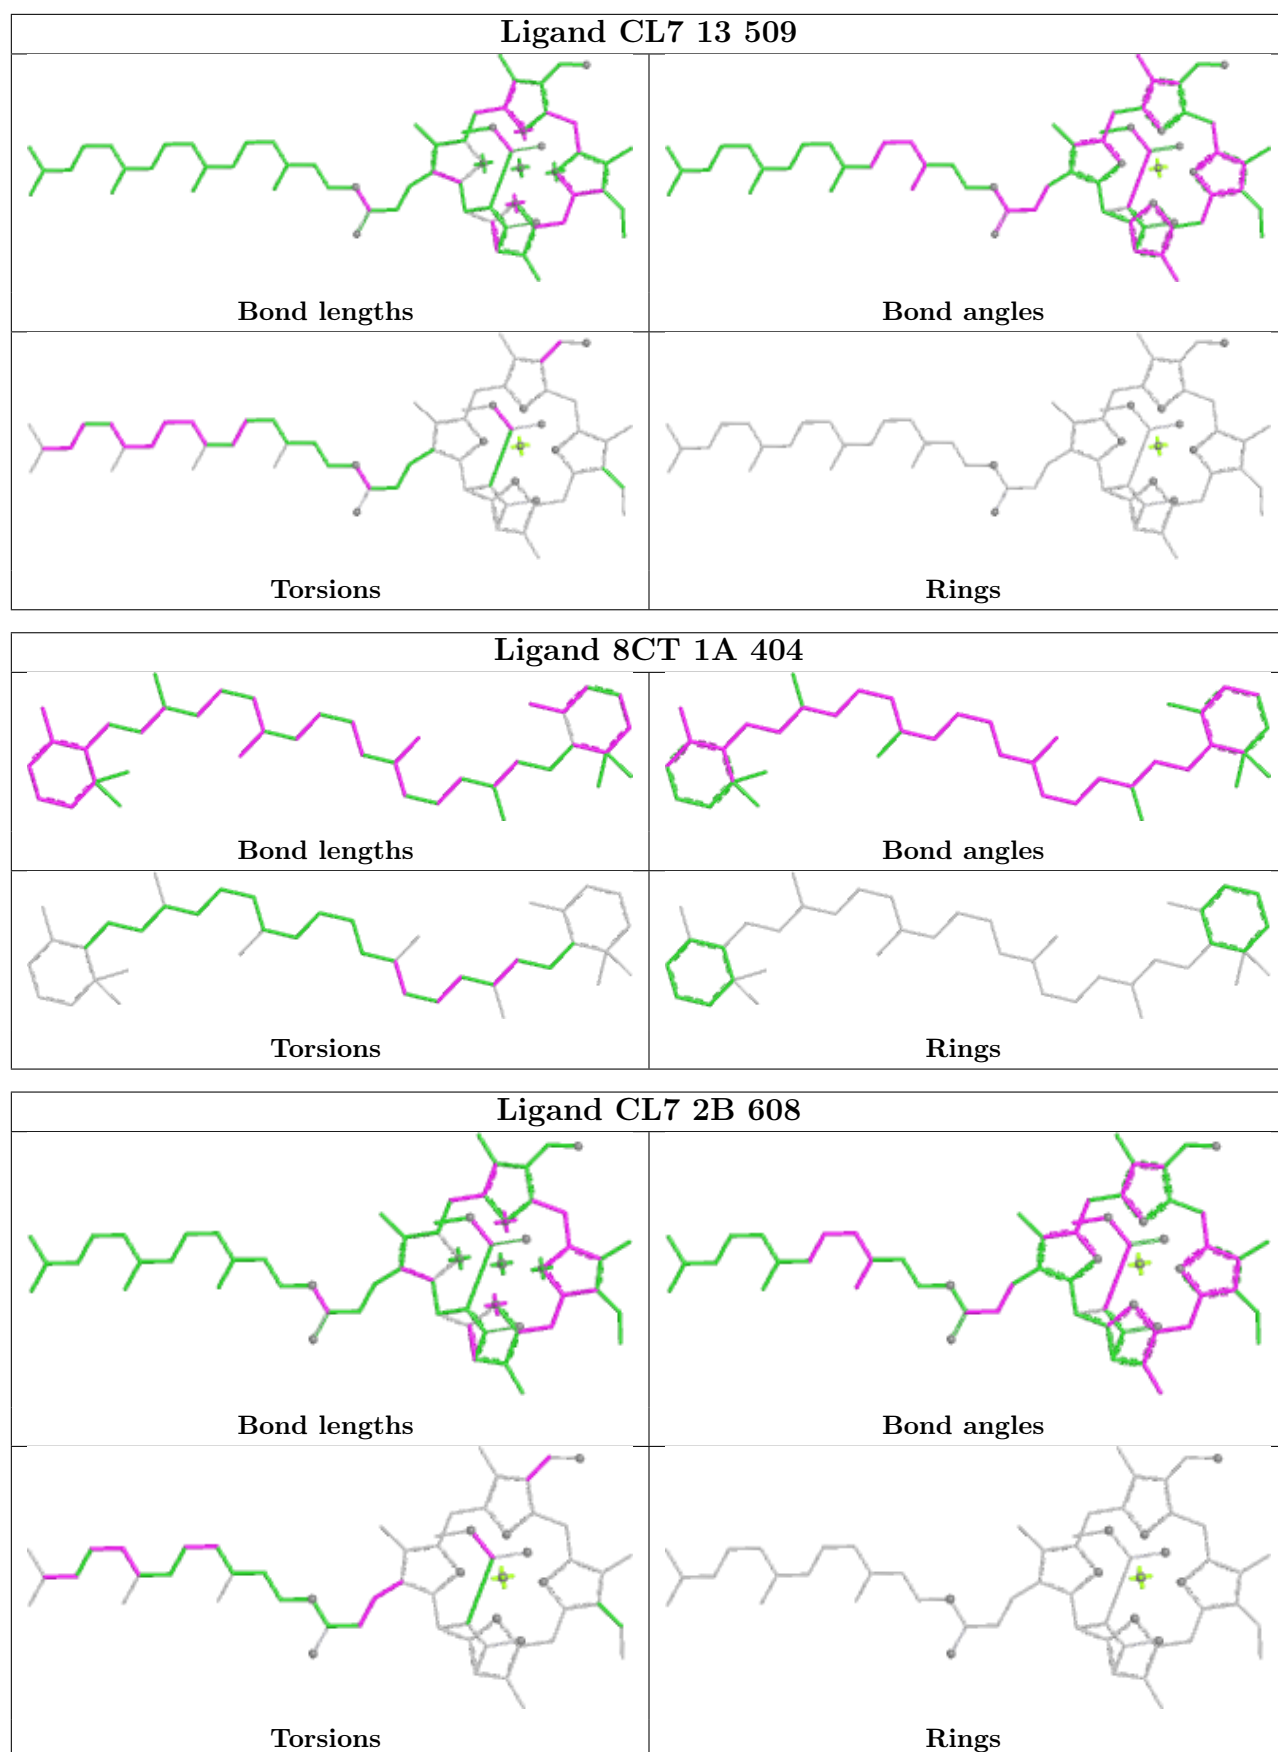 Ligand CL7 13 509
Bond lengths
Bond angles
Torsions
Rings
Ligand 8CT 1A 404
Bond lengths
Bond angles
Torsions
Rings
Ligand CL7 2B 608
Bond lengths
Bond angles
Torsions
Rings